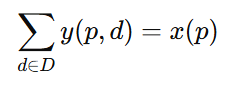 ∑_{d∈D} y(p, d) = x(p)